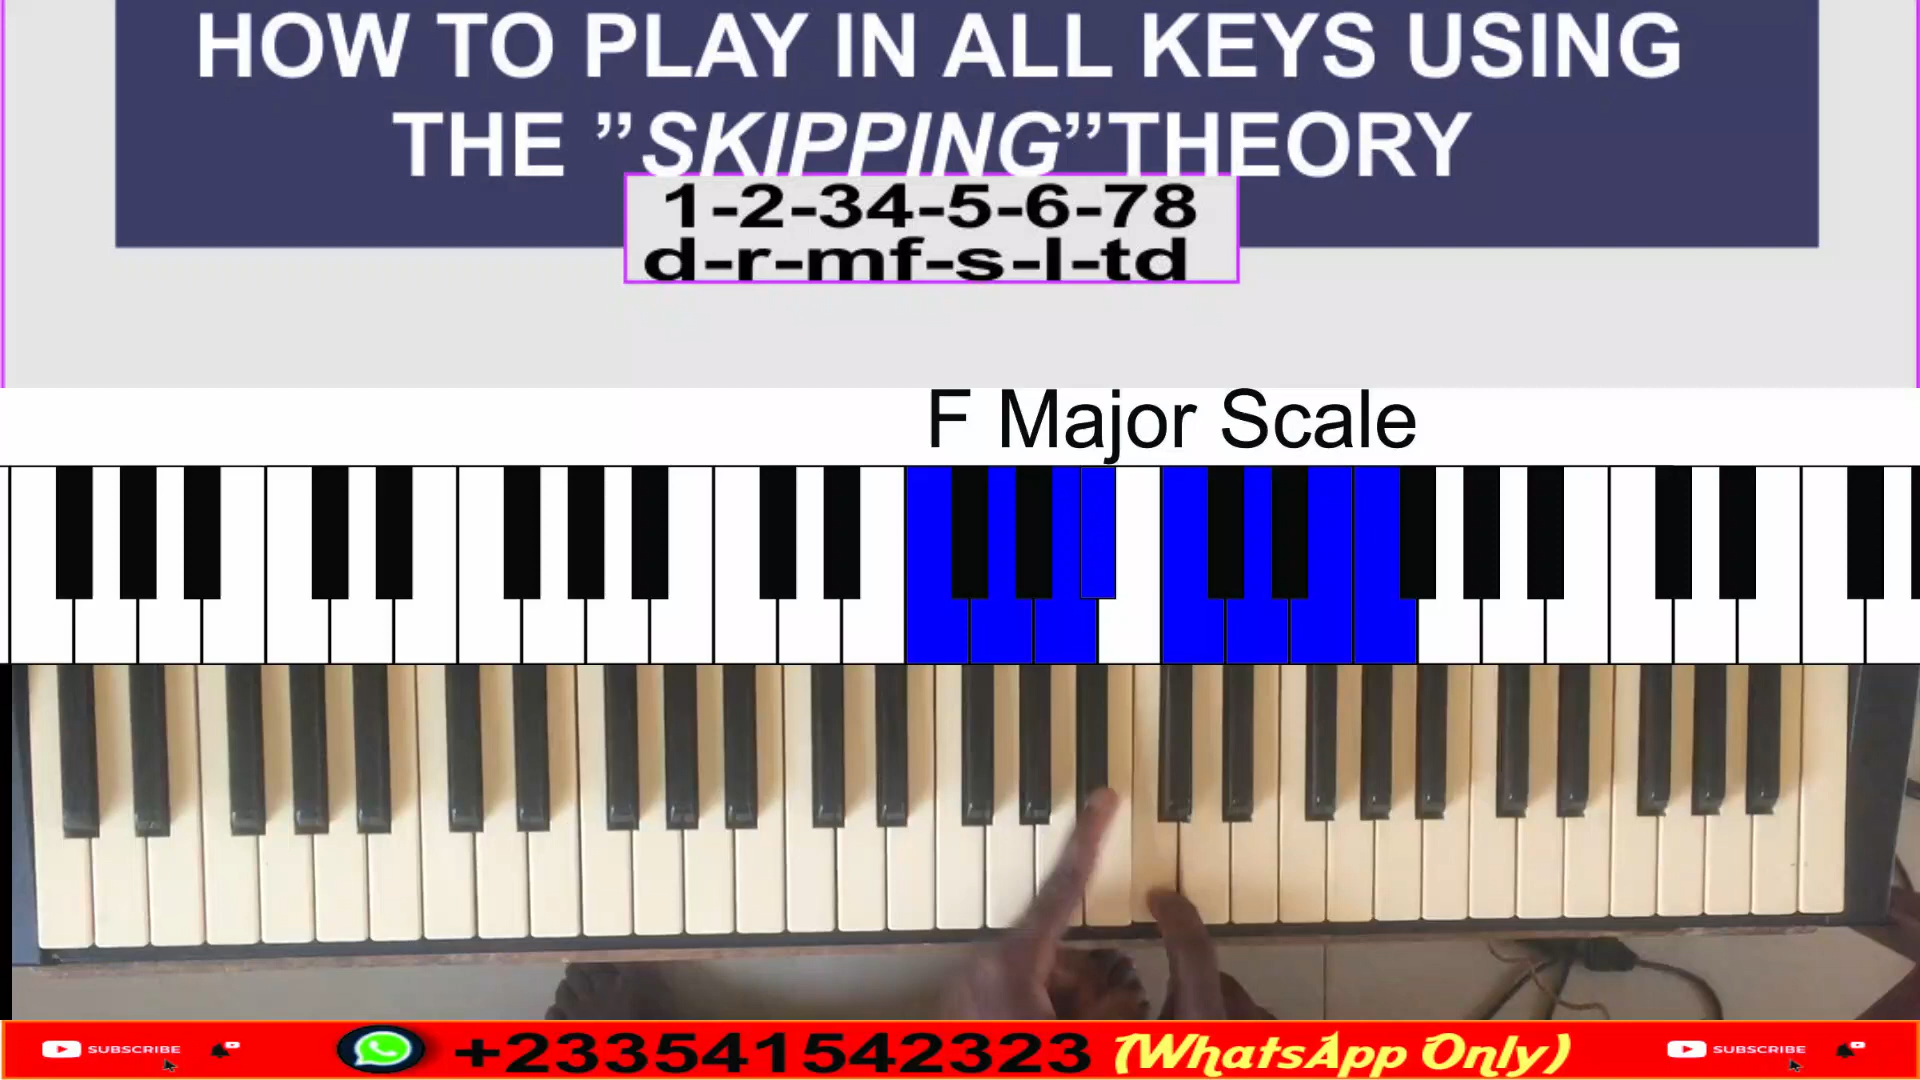 HOW TO PLAY IN ALL KEYS USING
THE ”SKIPPING”THEORY
1-2-34-5-6-78
d-r-mf-s-l-td
F Major Scale
SUBSCRIBE
+233541542323 (WhatsApp Only)
SUBSCRIBE